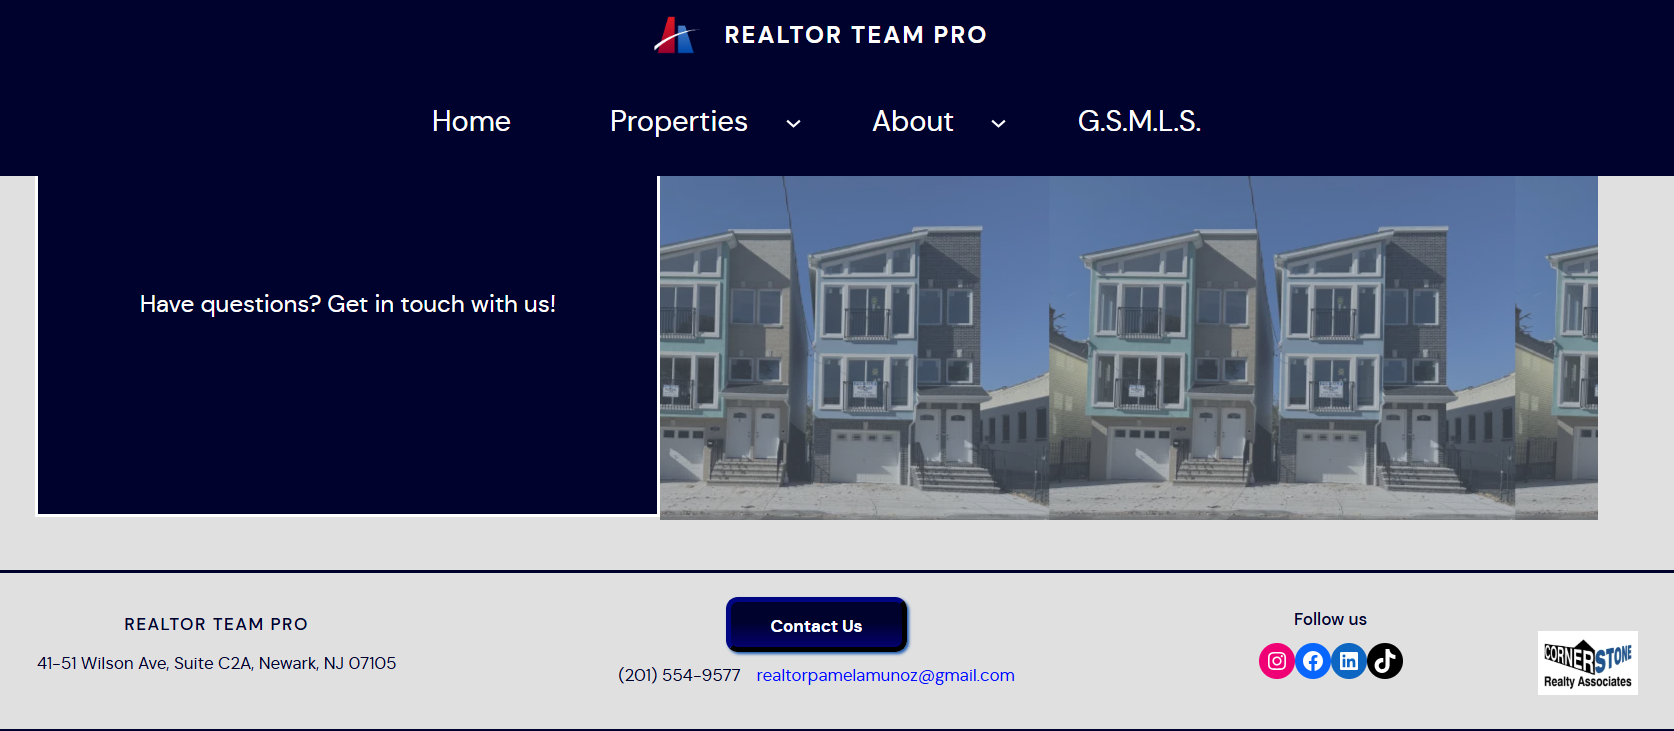 REALTOR TEAM PRO
Home Properties About G.S.M.L.S.
Have questions? Get in touch with us!
REALTOR TEAM PRO
41-51 Wilson Ave, Suite C2A, Newark, NJ 07105
Contact Us
(201) 554-9577 realtorpamelamunoz@gmail.com
Follow us
CORNERSTONE
Realty Associates